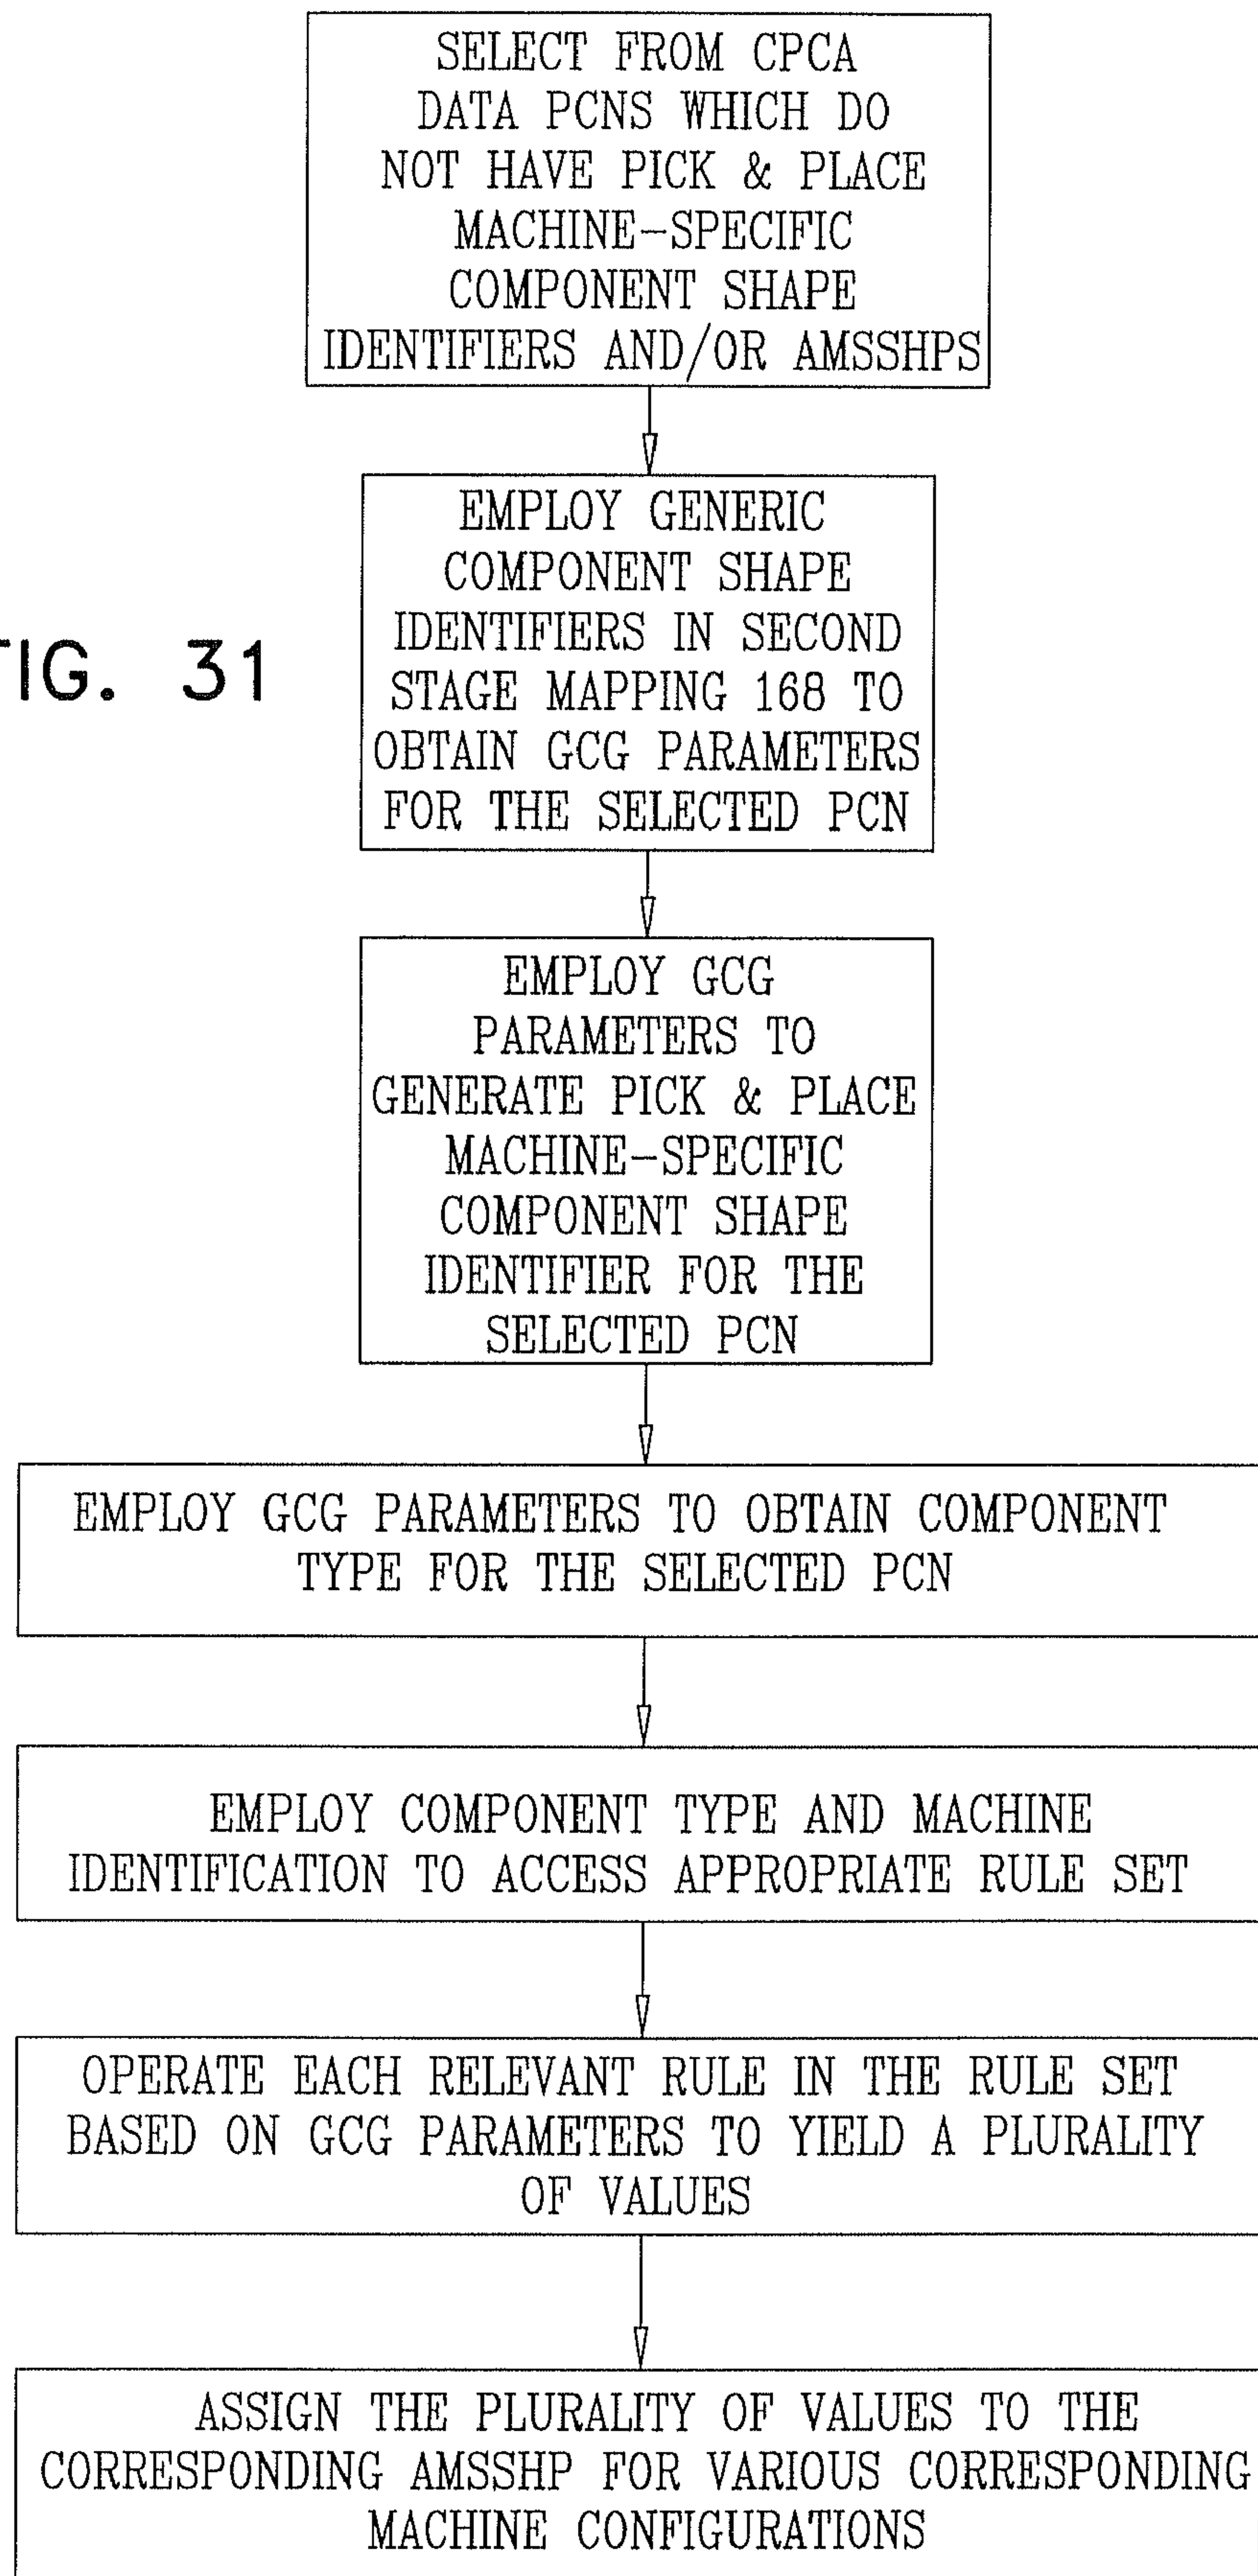 SELECT FROM CPCA
DATA PCNS WHICH DO
NOT HAVE PICK & PLACE
MACHINE-SPECIFIC
COMPONENT SHAPE
IDENTIFIERS AND/OR AMSSHPS
EMPLOY GENERIC
COMPONENT SHAPE
IDENTIFIERS IN SECOND
STAGE MAPPING 168 TO
OBTAIN GCG PARAMETERS
FOR THE SELECTED PCN
FIG. 31
EMPLOY GCG
PARAMETERS TO
GENERATE PICK & PLACE
MACHINE-SPECIFIC
COMPONENT SHAPE
IDENTIFIER FOR THE
SELECTED PCN
EMPLOY GCG PARAMETERS TO OBTAIN COMPONENT
TYPE FOR THE SELECTED PCN
EMPLOY COMPONENT TYPE AND MACHINE
IDENTIFICATION TO ACCESS APPROPRIATE RULE SET
OPERATE EACH RELEVANT RULE IN THE RULE SET
BASED ON GCG PARAMETERS TO YIELD A PLURALITY
OF VALUES
ASSIGN THE PLURALITY OF VALUES TO THE
CORRESPONDING AMSSHP FOR VARIOUS CORRESPONDING
MACHINE CONFIGURATIONS